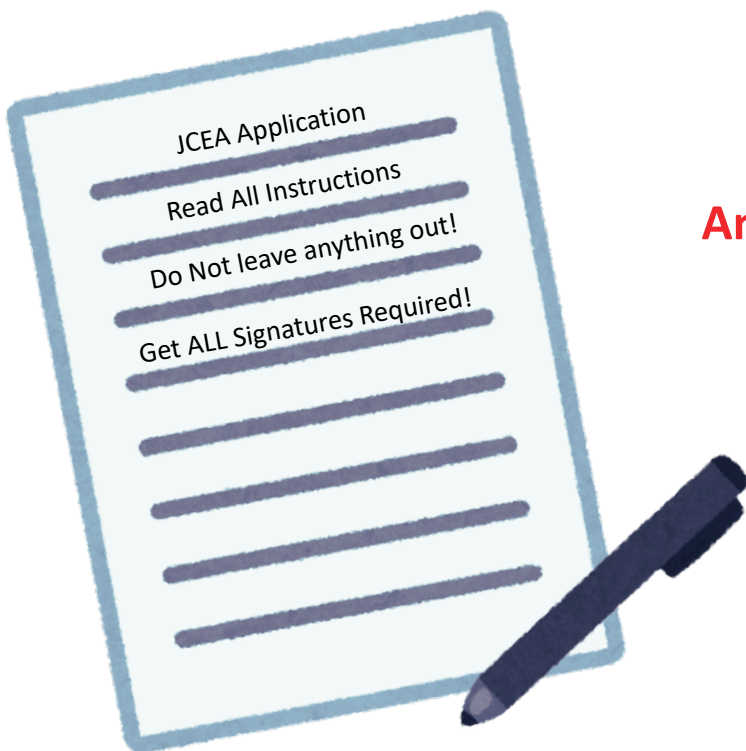 JCEA Application
Read All Instructions
Do Not leave anything out!
Get ALL Signatures Required!